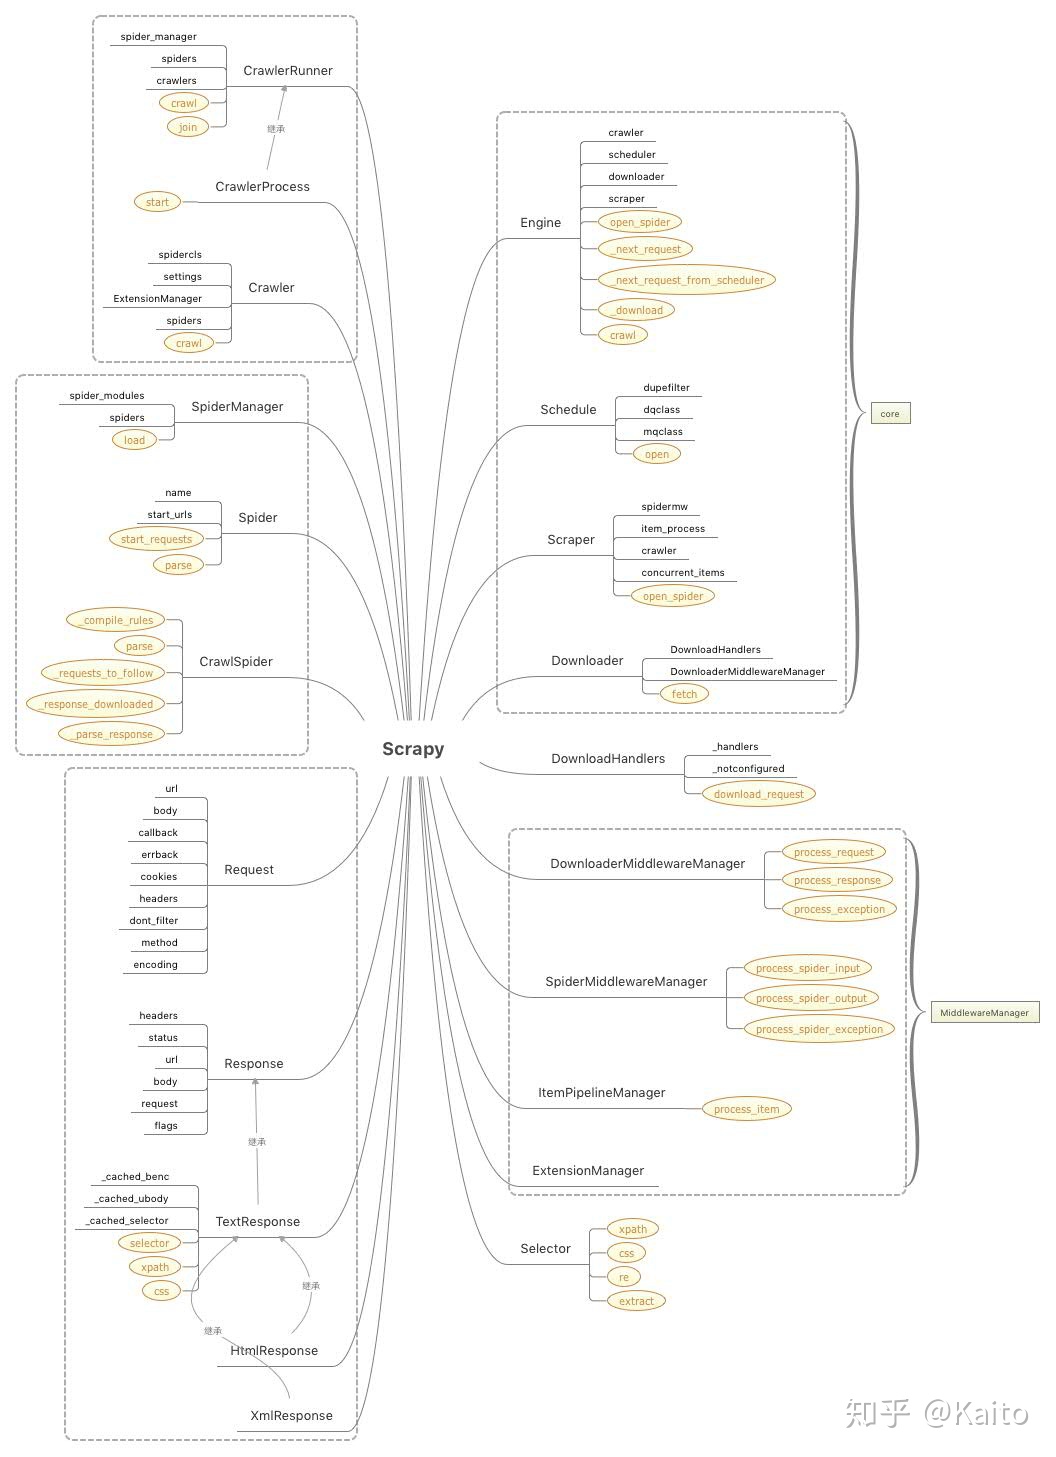 spider_manager
spiders
crawlers
crawl
join
CrawlerRunner
继承
CrawlerProcess
start
spidercls
settings
ExtensionManager
spiders
crawl
Crawler
spider_modules
spiders
load
SpiderManager
name
start_urls
start_requests
parse
Spider
_compile_rules
parse
_requests_to_follow
_response_downloaded
_parse_response
CrawlSpider
Scrapy
url
body
callback
errback
cookies
headers
dont_filter
method
encoding
Request
headers
status
url
body
request
flags
Response
继承
_cached_benc
_cached_ubody
_cached_selector
selector
xpath
css
TextResponse
继承
继承
HtmlResponse
XmlResponse
Engine
crawler
scheduler
downloader
scraper
open_spider
_next_request
_next_request_from_scheduler
_download
crawl
Schedule
dupefilter
dqclass
mqclass
open
core
Scraper
spidermw
item_process
crawler
concurrent_items
open_spider
Downloader
DownloadHandlers
DownloaderMiddlewareManager
fetch
DownloadHandlers
_handlers
_notconfigured
download_request
DownloaderMiddlewareManager
process_request
process_response
process_exception
SpiderMiddlewareManager
process_spider_input
process_spider_output
process_spider_exception
MiddlewareManager
ItemPipelineManager
process_item
ExtensionManager
Selector
xpath
css
re
extract
知乎 @Kaito